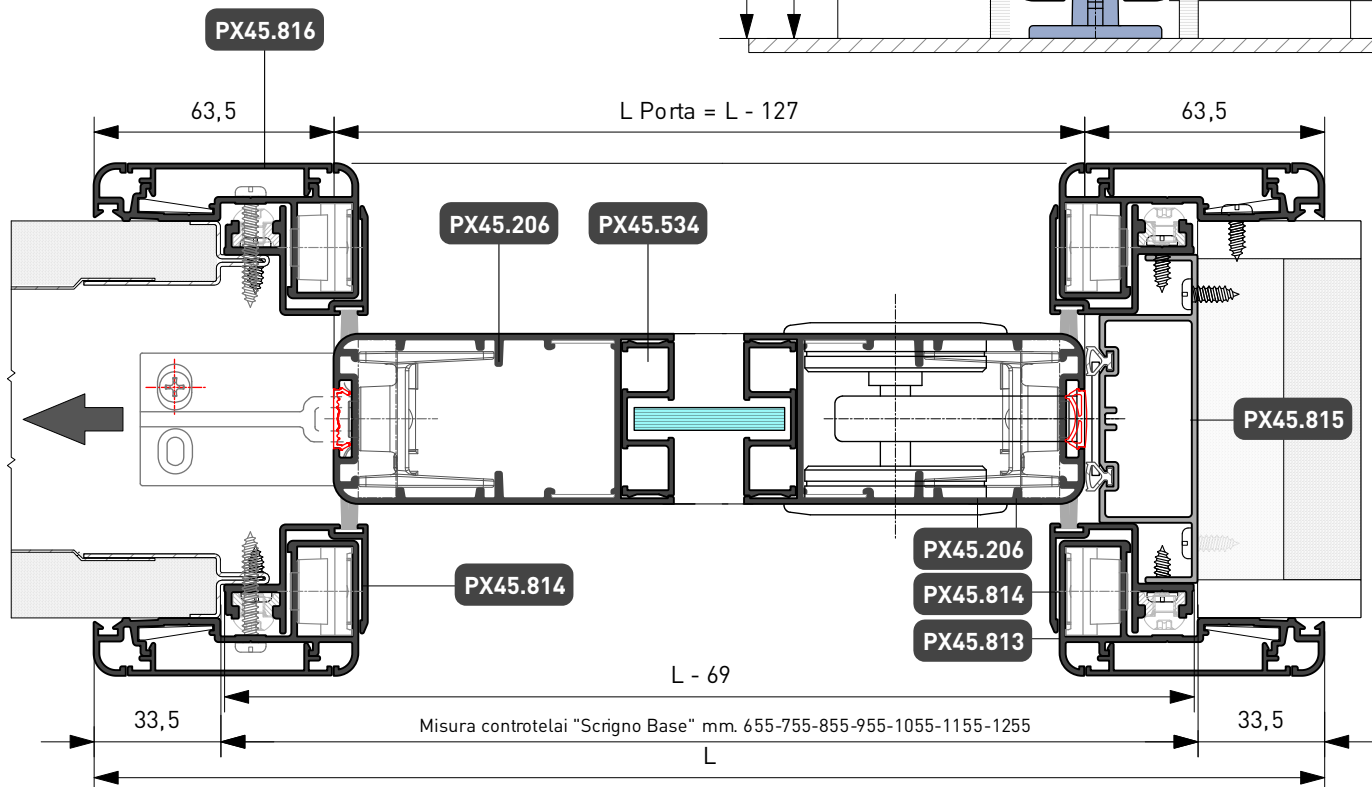 PX45.816
63,5
L Porta = L - 127
63,5
PX45.206
PX45.534
PX45.815
PX45.206
PX45.814
PX45.814
PX45.813
L - 69
33,5
Misura controtelai "Scrigno Base" mm. 655-755-855-955-1055-1155-1255
33,5
L